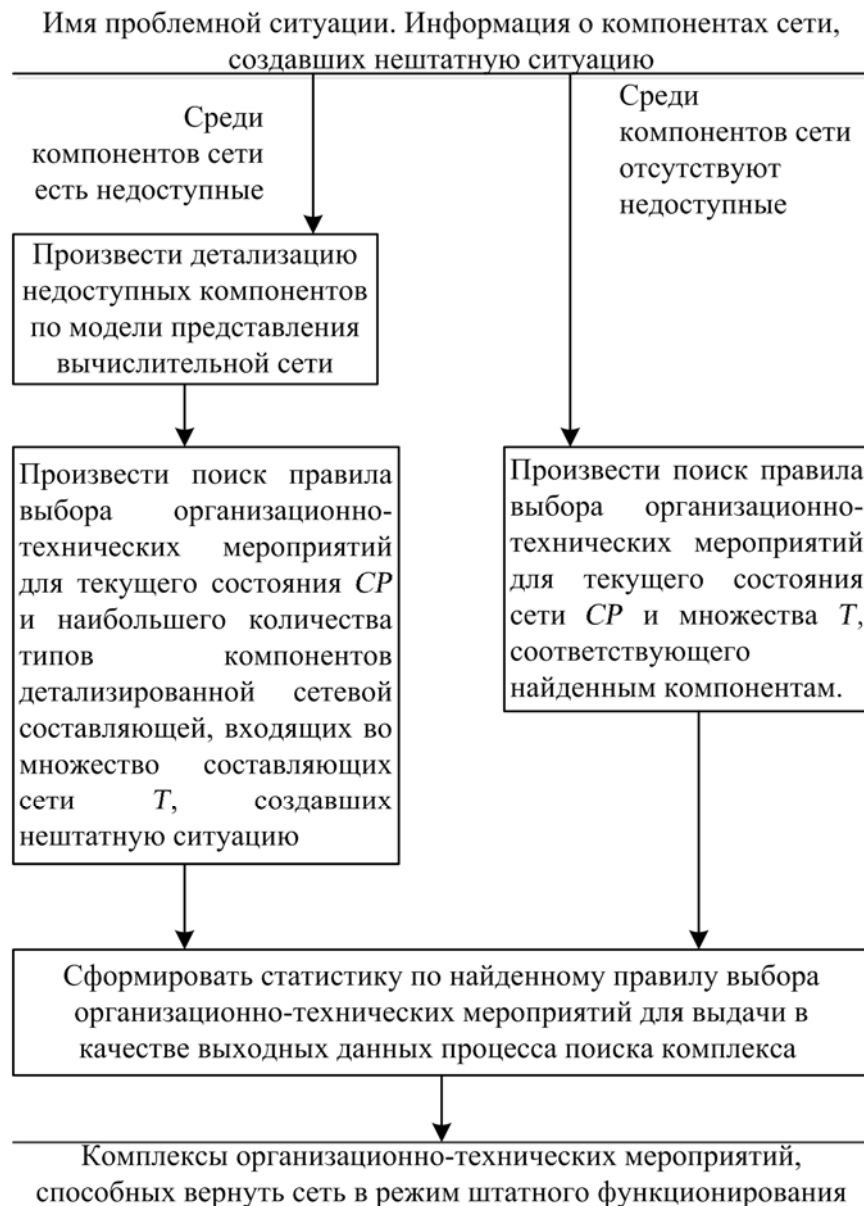 Имя проблемной ситуации. Информация о компонентах сети,
создавших нештатную ситуацию
Среди
компонентов сети
есть недоступные
Среди
компонентов сети
отсутствуют
недоступные
Произвести детализацию
недоступных компонентов
по модели представления
вычислительной сети
Произвести поиск правила
выбора организационно-
технических мероприятий
для текущего состояния CP
и наибольшего количества
типов компонентов
детализированной сетевой
составляющей, входящих во
множество составляющих
сети T, создавших
нештатную ситуацию
Произвести поиск правила
выбора организационно-
технических мероприятий
для текущего состояния
сети CP и множества T,
соответствующего
найденным компонентам.
Сформировать статистику по найденному правилу выбора
организационно-технических мероприятий для выдачи в
качестве выходных данных процесса поиска комплекса
Комплексы организационно-технических мероприятий,
способных вернуть сеть в режим штатного функционирования